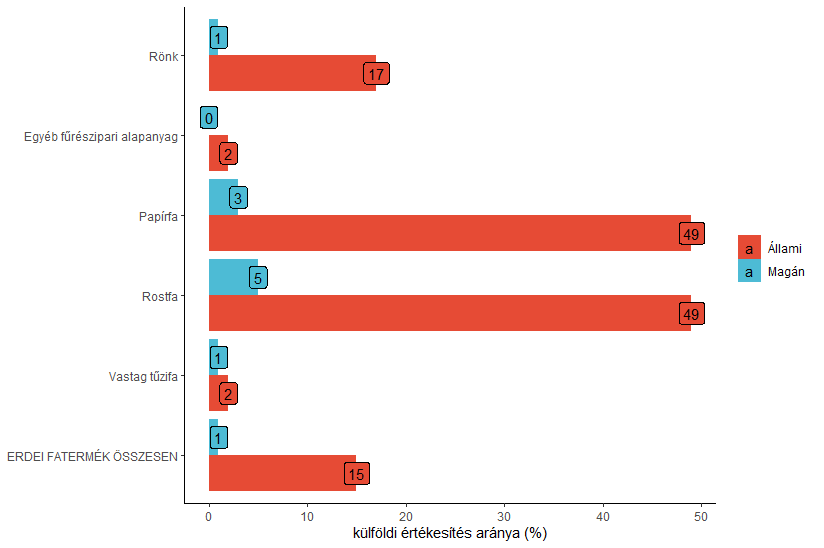 1
Rönk
17
0
Egyéb fűrészipari alapanyag
2
3
Papírfa
49
a Állami
a Magán
5
Rostfa
49
1
Vastag tűzifa
2
1
ERDEI FATERMÉK ÖSSZESEN
15
0 10 20 30 40 50
külföldi értékesítés aránya (%)